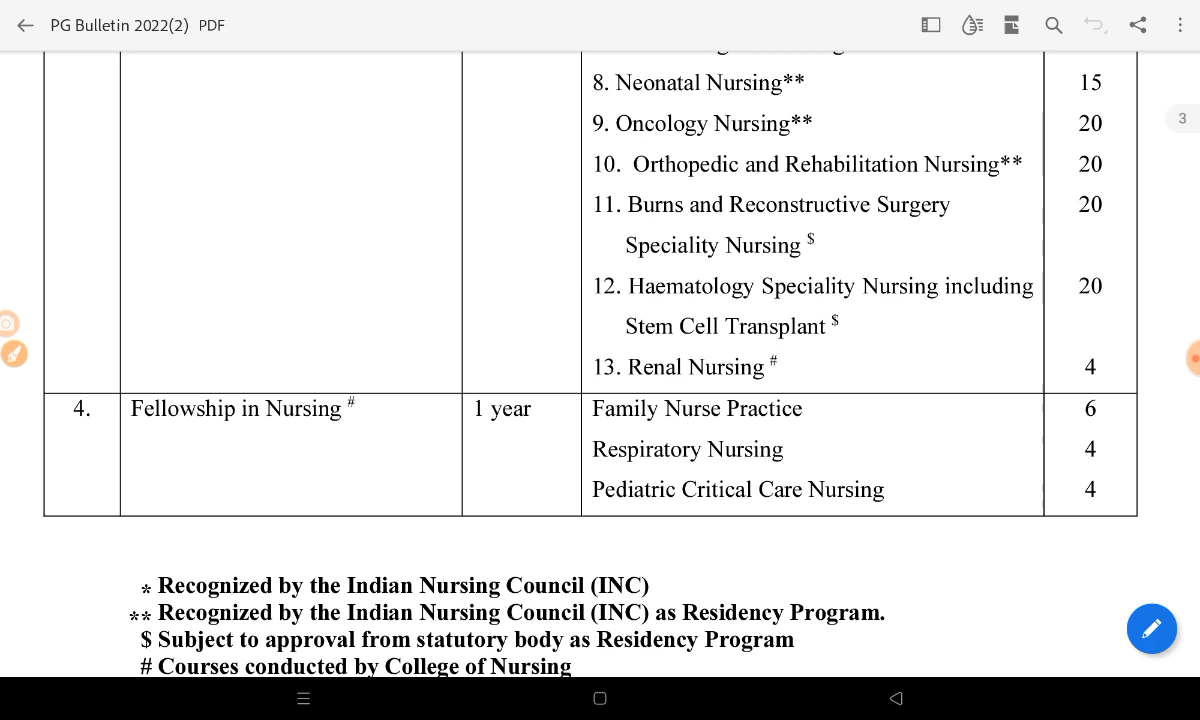 PG Bulletin 2022(2) PDF
8. Neonatal Nursing** 15
3
9. Oncology Nursing** 20
10. Orthopedic and Rehabilitation Nursing** 20
11. Burns and Reconstructive Surgery 20
Speciality Nursing $
12. Haematology Speciality Nursing including 20
Stem Cell Transplant $
13. Renal Nursing # 4
4. Fellowship in Nursing # 1 year Family Nurse Practice 6
Respiratory Nursing 4
Pediatric Critical Care Nursing 4
* Recognized by the Indian Nursing Council (INC)
** Recognized by the Indian Nursing Council (INC) as Residency Program.
$ Subject to approval from statutory body as Residency Program
# Courses conducted by College of Nursing